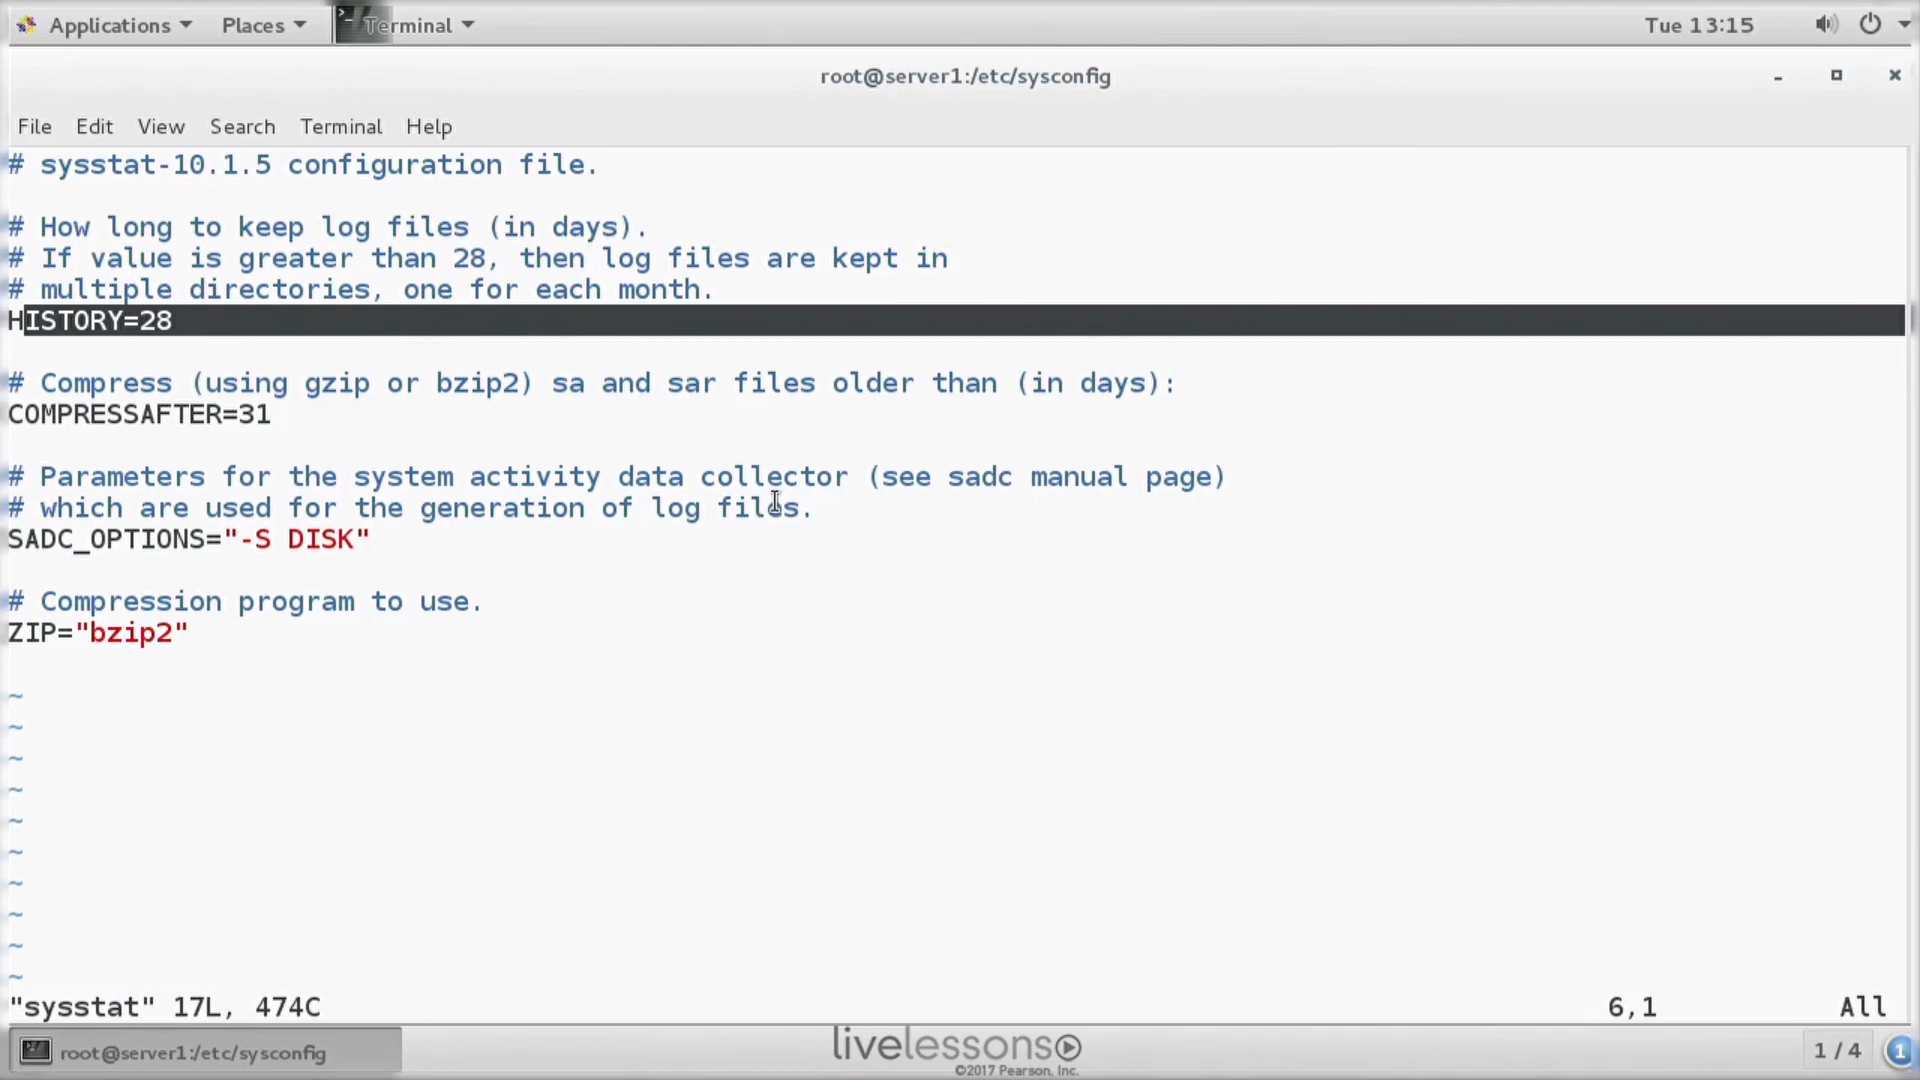 Applications Places Terminal Tue 13:15
root@server1:/etc/sysconfig
File Edit View Search Terminal Help
# sysstat-10.1.5 configuration file.
# How long to keep log files (in days).
# If value is greater than 28, then log files are kept in
# multiple directories, one for each month.
HISTORY=28
# Compress (using gzip or bzip2) sa and sar files older than (in days):
COMPRESSAFTER=31
# Parameters for the system activity data collector (see sadc manual page)
# which are used for the generation of log files.
SADC_OPTIONS="-S DISK"
# Compression program to use.
ZIP="bzip2"
~
~
~
~
~
~
~
~
~
~
"sysstat" 17L, 474C 6,1 All
root@server1:/etc/sysconfig livelessons 1 / 4 1
©2017 Pearson, Inc.